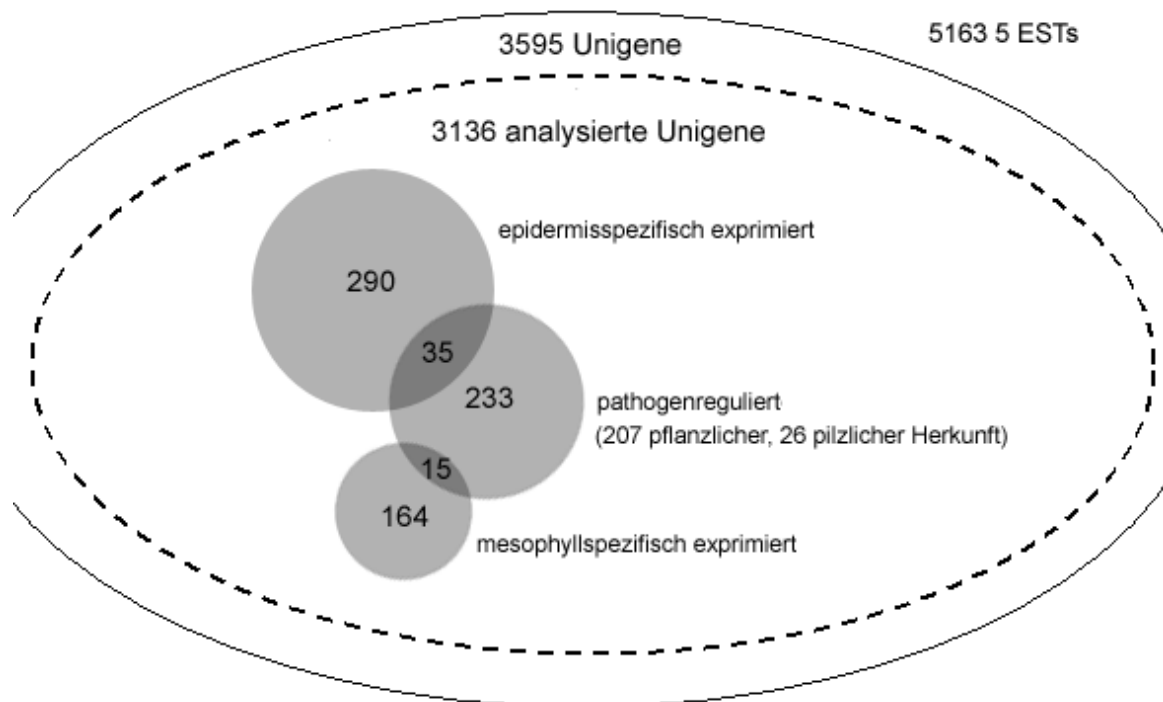 3595 Unigene
5163 5 ESTs
3136 analysierte Unigene
epidermisspezifisch exprimiert
290
35
233
pathogenreguliert
(207 pflanzlicher, 26 pilzlicher Herkunft)
15
164
mesophyllspezifisch exprimiert